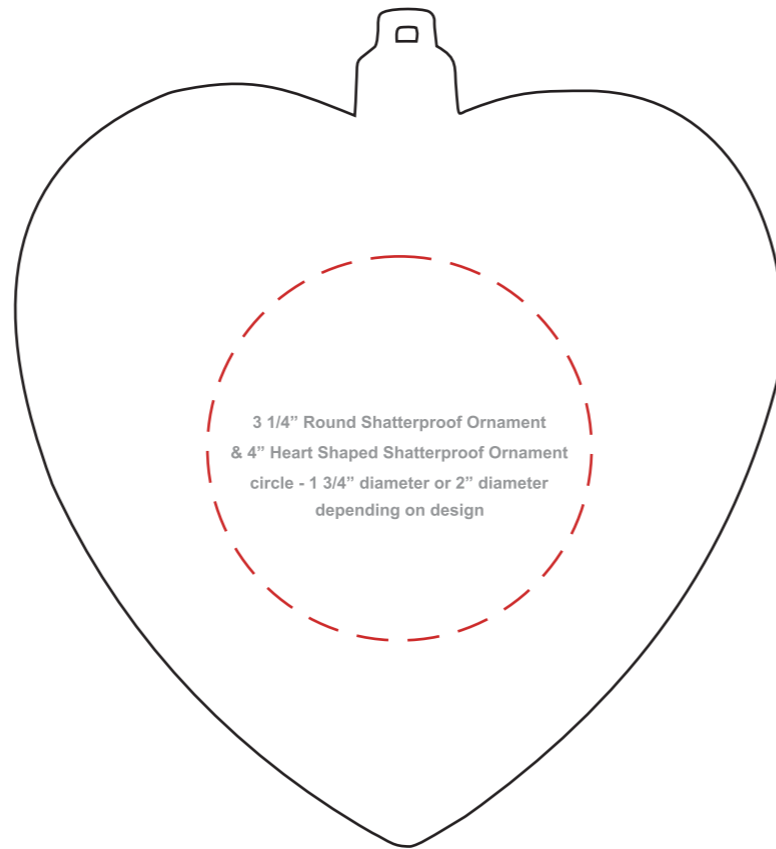 3 1/4” Round Shatterproof Ornament
& 4” Heart Shaped Shatterproof Ornament
circle - 1 3/4” diameter or 2” diameter
depending on design